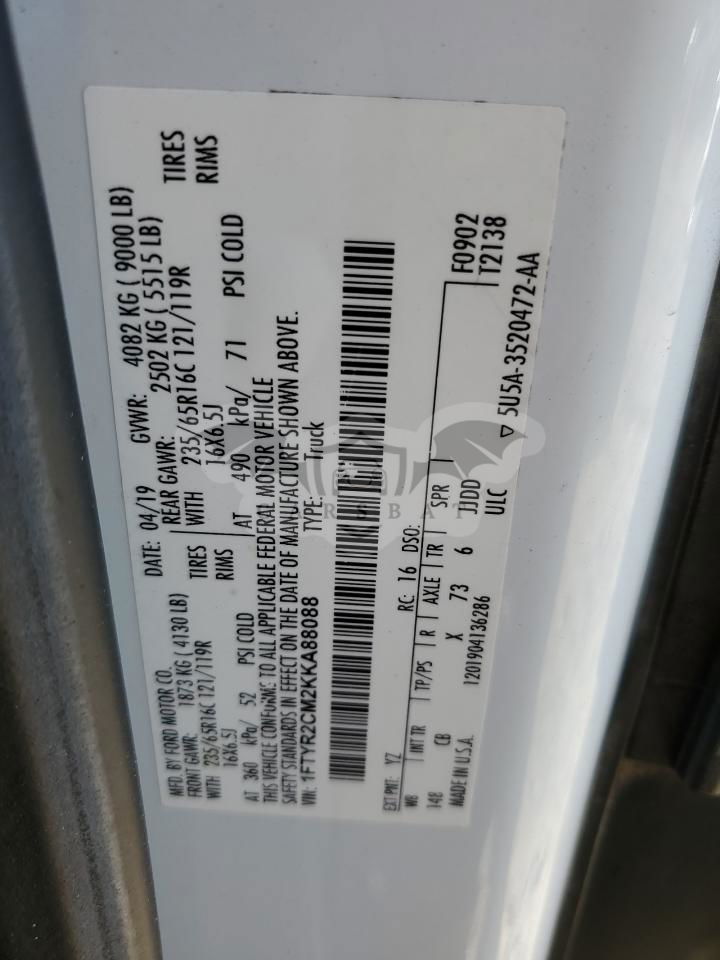 MFD. BY FORD MOTOR CO. DATE: 04/19 GVWR: 4082 KG ( 9000 LB)
FRONT GAWR: 1873 KG ( 4130 LB) REAR GAWR: 2502 KG ( 5515 LB)
WITH 235/65R16C 121/119R TIRES WITH 235/65R16C 121/119R TIRES
16X6.5J RIMS 16X6.5J RIMS
AT 360 kPa/ 52 PSI COLD AT 490 kPa/ 71 PSI COLD
THIS VEHICLE CONFORMS TO ALL APPLICABLE FEDERAL MOTOR VEHICLE
SAFETY STANDARDS IN EFFECT ON THE DATE OF MANUFACTURE SHOWN ABOVE.
VIN: 1FTYR2CM2KKA88088 TYPE: Truck
EXT PNT: YZ RC: 16 DSO: F0902
WB INT TR TP/PS R AXLE TR SPR T2138
148 CB X 73 6 JJDD
MADE IN U.S.A. 1201904136286 ULC ▽ 5U5A-3520472-AA